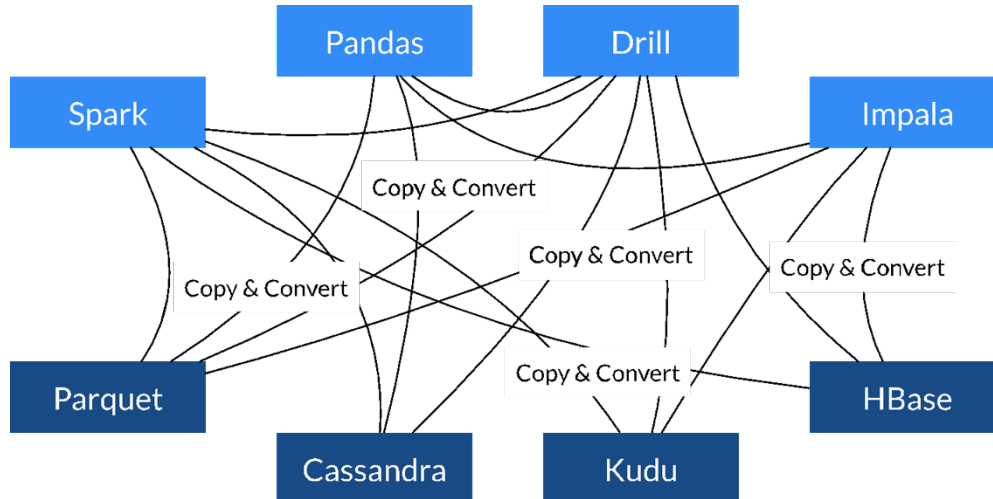 Pandas
Drill
Spark
Impala
Copy & Convert
Copy & Convert
Copy & Convert
Copy & Convert
Copy & Convert
Parquet
HBase
Cassandra
Kudu